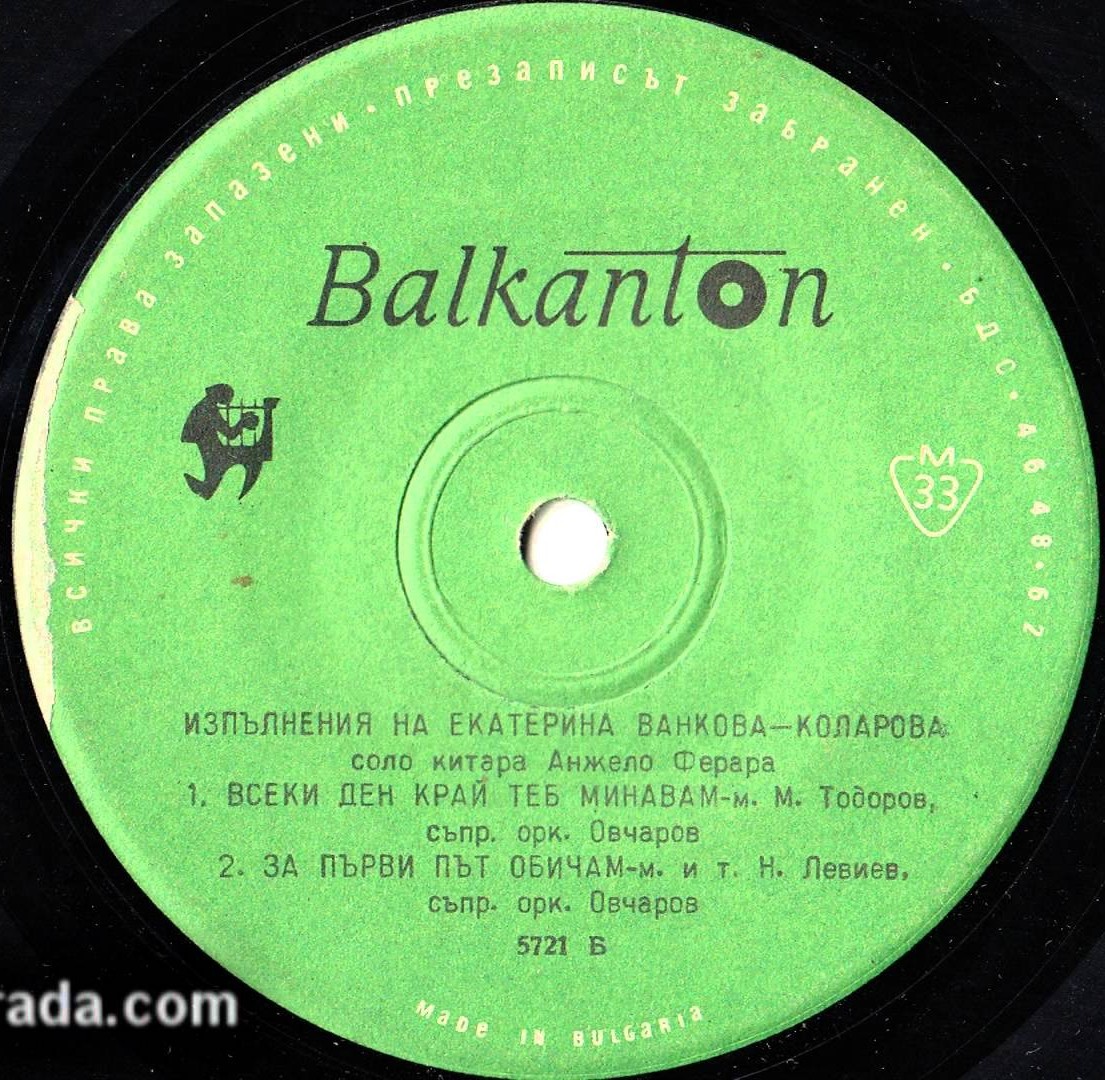 ВСИЧКИ ПРАВА ЗАПАЗЕНИ · ПРЕЗАПИСЪТ ЗАБРАНЕН · БДС · 4648·62
Balkanton
М
33
ИЗПЪЛНЕНИЯ НА ЕКАТЕРИНА ВАНКОВА—КОЛАРОВА
соло китара Анжело Ферара
1. ВСЕКИ ДЕН КРАЙ ТЕБ МИНАВАМ-м. М. Тодоров,
съпр. орк. Овчаров
2. ЗА ПЪРВИ ПЪТ ОБИЧАМ-м. и т. Н. Левиев,
съпр. орк. Овчаров
5721 Б
MADE IN BULGARIA
rada.com